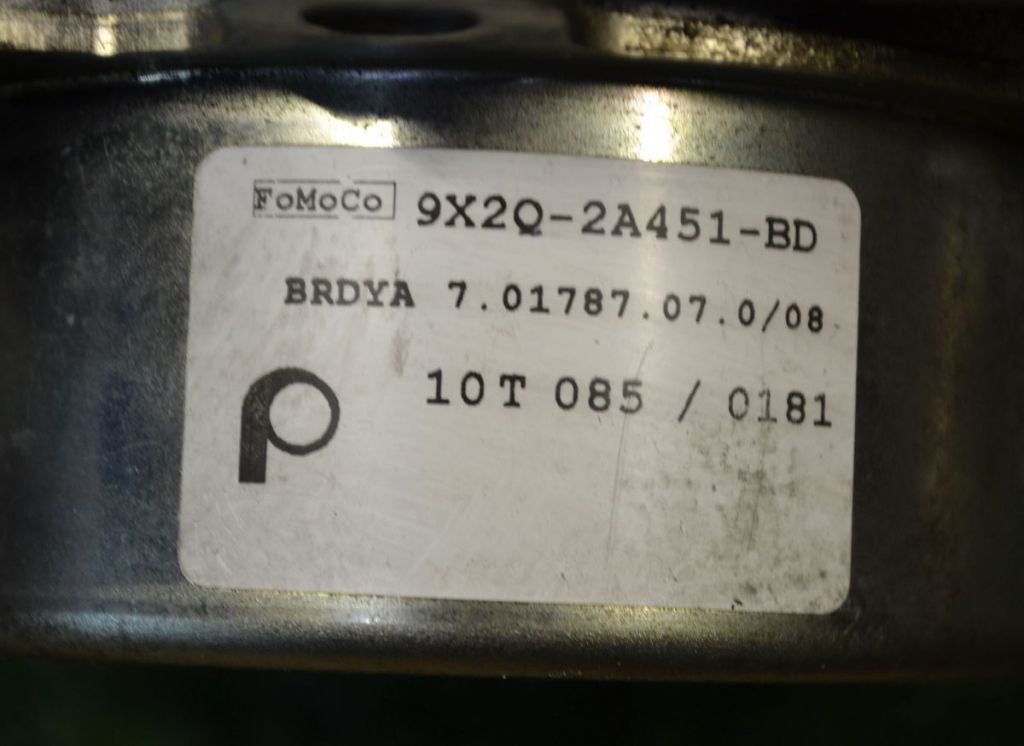 FoMoCo 9X2Q-2A451-BD
BRDYA 7.01787.07.0/08
10T 085 / 0181